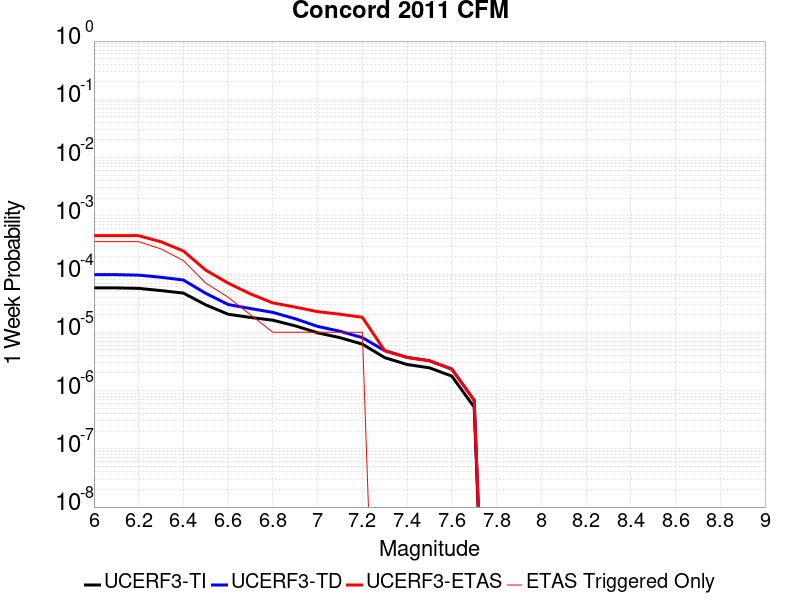 Concord 2011 CFM
10^0
10^-1
10^-2
10^-3
10^-4
10^-5
10^-6
10^-7
10^-8
1 Week Probability
6 6.2 6.4 6.6 6.8 7 7.2 7.4 7.6 7.8 8 8.2 8.4 8.6 8.8 9
Magnitude
UCERF3-TI UCERF3-TD UCERF3-ETAS ETAS Triggered Only